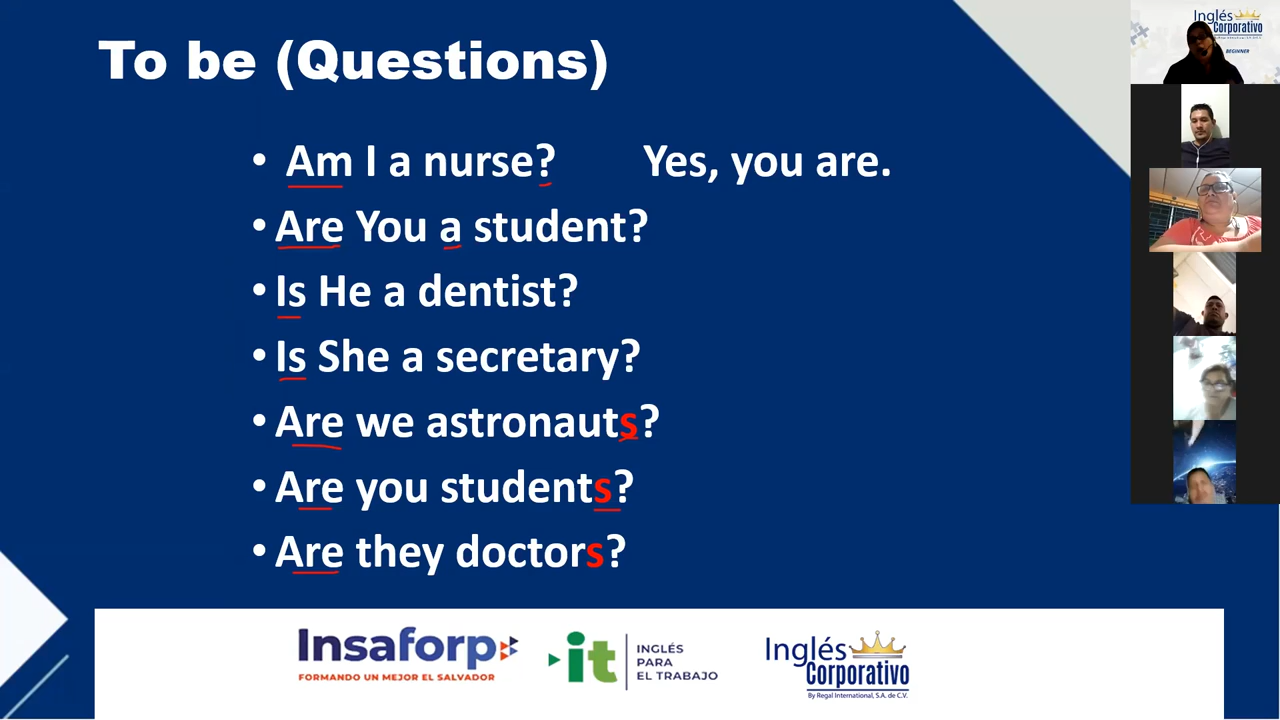 To be (Questions)
• Am I a nurse? Yes, you are.
• Are You a student?
• Is He a dentist?
• Is She a secretary?
• Are we astronauts?
• Are you students?
• Are they doctors?
Insaforp
FORMANDO UN MEJOR EL SALVADOR
it
INGLÉS
PARA
EL TRABAJO
Inglés
Corporativo
By Regal International, S.A. de C.V.
Inglés
Corporativo
BEGINNER